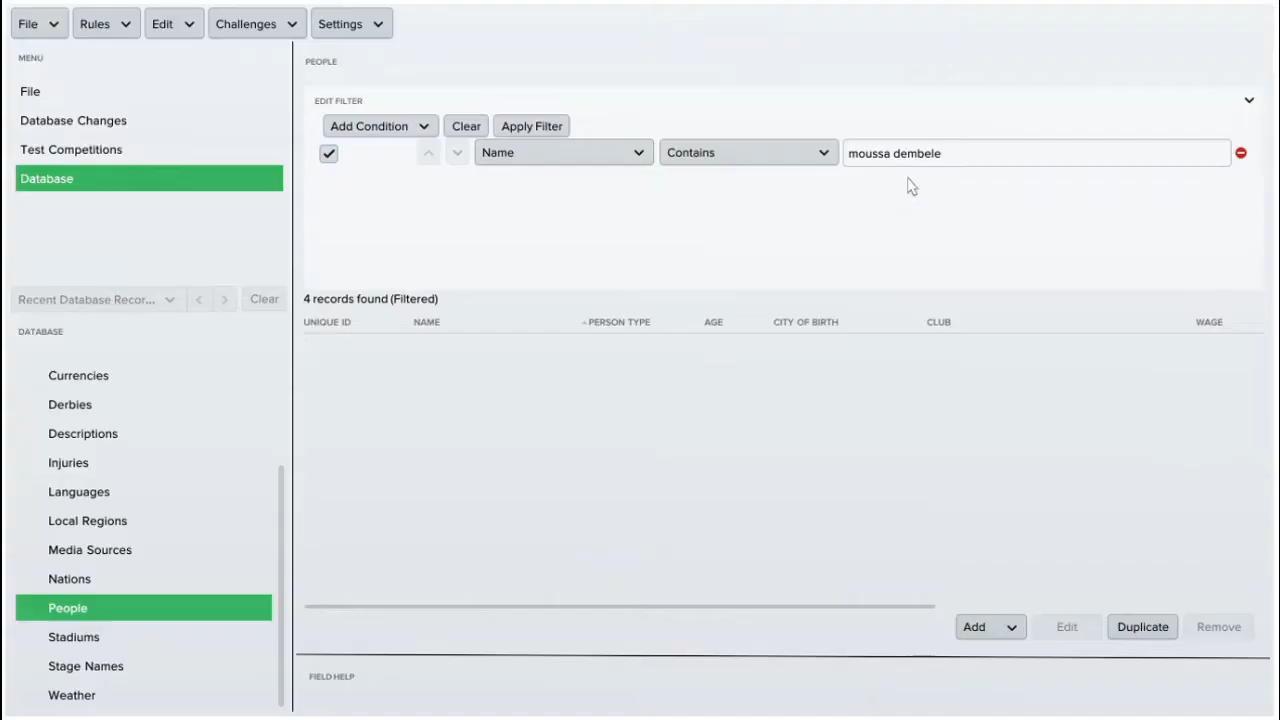 File Rules Edit Challenges Settings
MENU
File
Database Changes
Test Competitions
Database
Recent Database Recor... Clear
DATABASE
Currencies
Derbies
Descriptions
Injuries
Languages
Local Regions
Media Sources
Nations
People
Stadiums
Stage Names
Weather
PEOPLE
EDIT FILTER
Add Condition Clear Apply Filter
Name Contains moussa dembele
4 records found (Filtered)
UNIQUE ID NAME PERSON TYPE AGE CITY OF BIRTH CLUB WAGE
Add Edit Duplicate Remove
FIELD HELP